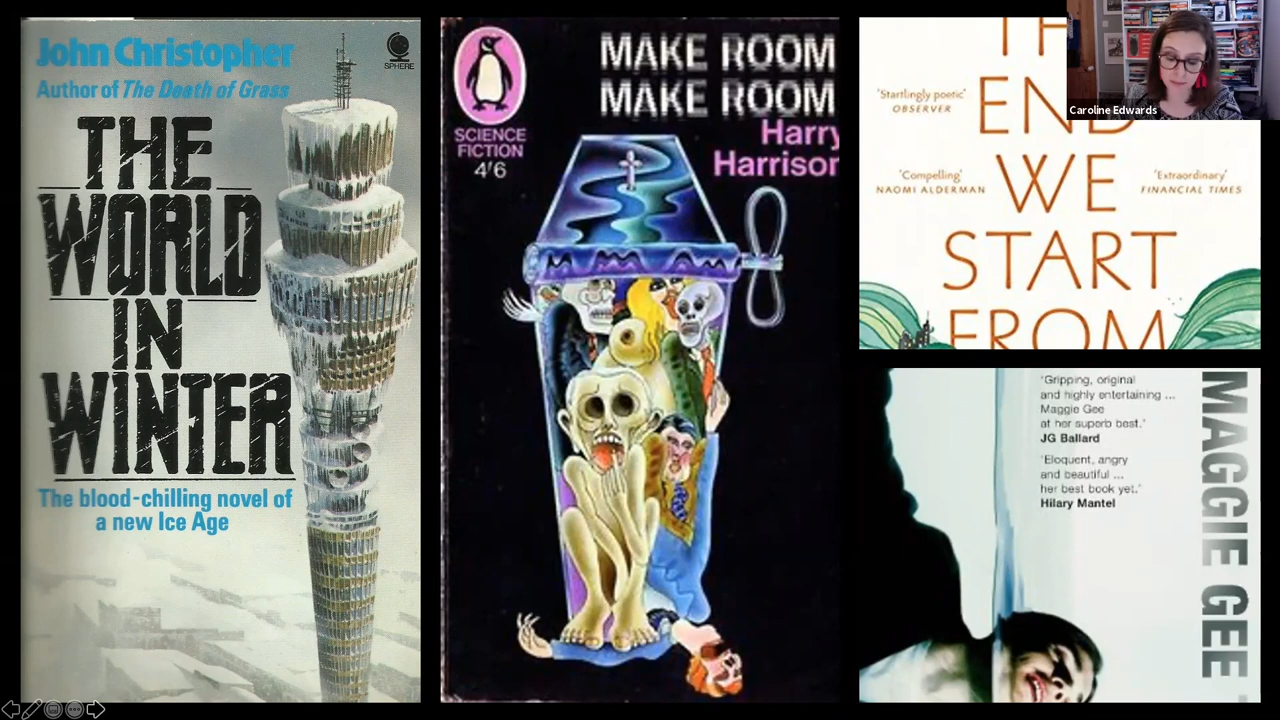 John Christopher
SPHERE
Author of The Death of Grass
THE
WORLD
IN
WINTER
The blood-chilling novel of
a new Ice Age
SCIENCE
FICTION
4'6
MAKE ROOM
MAKE ROOM
Harry
Harrison
TH
END
WE
START
FROM
'Startlingly poetic'
OBSERVER
'Compelling'
NAOMI ALDERMAN
'Extraordinary'
FINANCIAL TIMES
Caroline Edwards
'Gripping, original
and highly entertaining ...
Maggie Gee
at her superb best.'
JG Ballard
'Eloquent, angry
and beautiful ...
her best book yet.'
Hilary Mantel
MAGGIE GEE